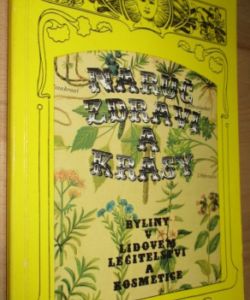 NÁRUČ
ZDRAVÍ
A
KRÁSY
BYLINY
V
LIDOVÉM
LÉČITELSTVÍ
A
KOSMETICE